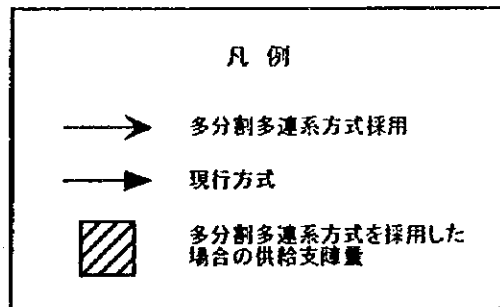 凡例
多分割多連系方式採用
現行方式
多分割多連系方式を採用した
場合の供給支障量